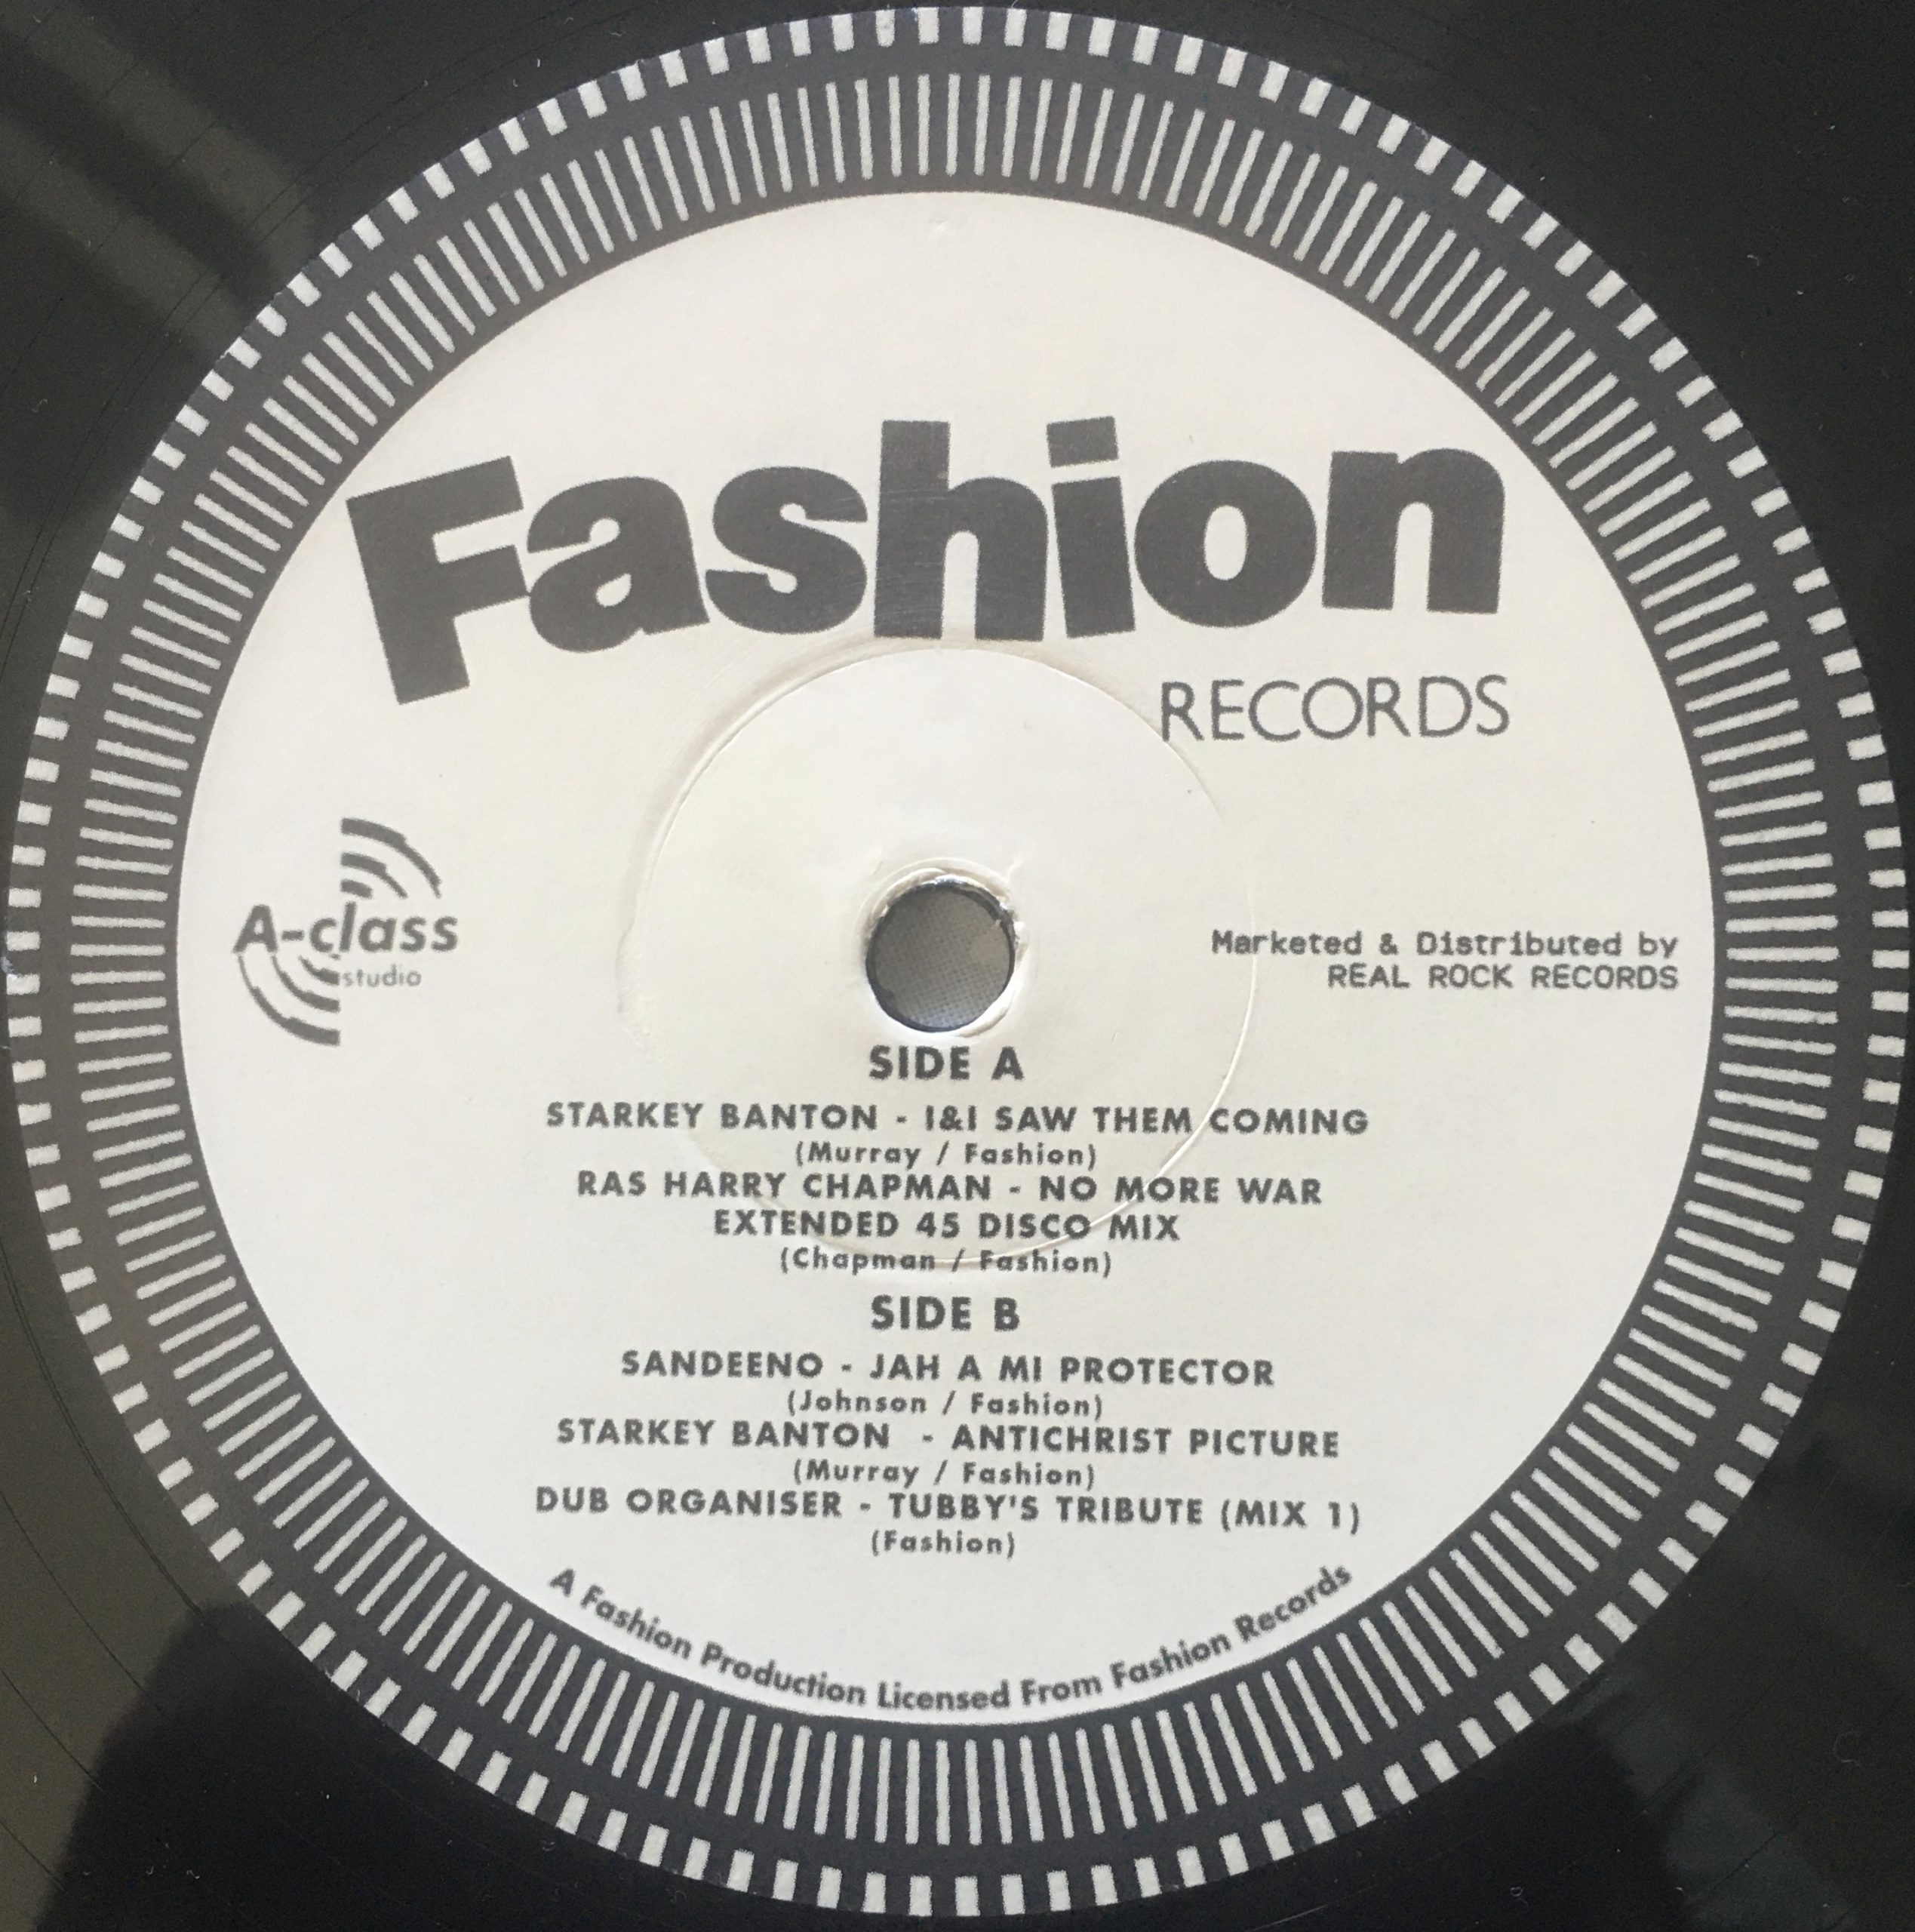 Fashion
RECORDS
A-class
studio
Marketed & Distributed by
REAL ROCK RECORDS
SIDE A
STARKEY BANTON - I&I SAW THEM COMING
(Murray / Fashion)
RAS HARRY CHAPMAN - NO MORE WAR
EXTENDED 45 DISCO MIX
(Chapman / Fashion)
SIDE B
SANDEENO - JAH A MI PROTECTOR
(Johnson / Fashion)
STARKEY BANTON - ANTICHRIST PICTURE
(Murray / Fashion)
DUB ORGANISER - TUBBY'S TRIBUTE (MIX 1)
(Fashion)
A Fashion Production Licensed From Fashion Records